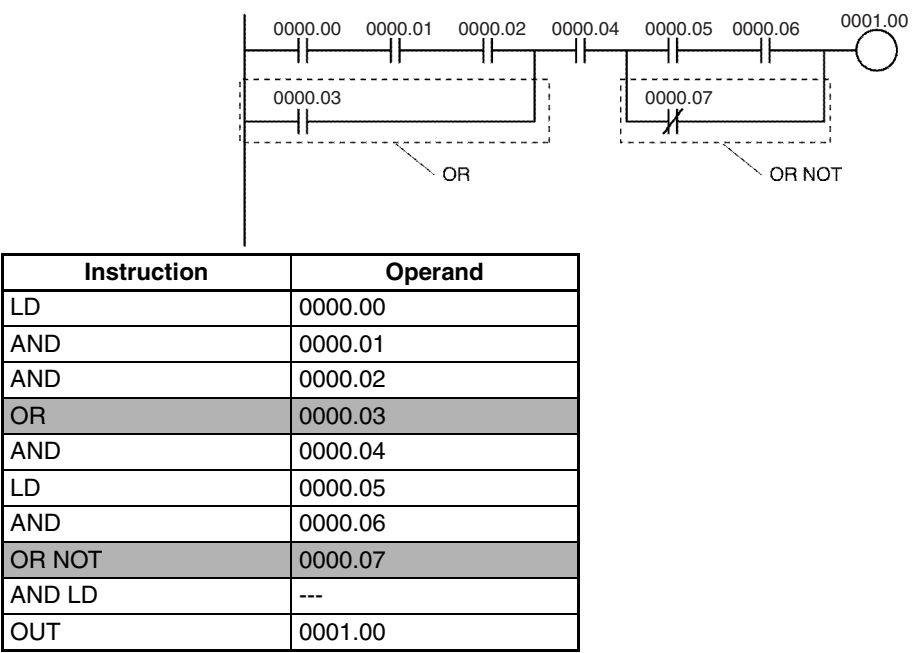 0000.00 0000.01 0000.02 0000.04 0000.05 0000.06 0001.00
0000.03 0000.07
OR OR NOT
Instruction Operand
LD 0000.00
AND 0000.01
AND 0000.02
OR 0000.03
AND 0000.04
LD 0000.05
AND 0000.06
OR NOT 0000.07
AND LD ---
OUT 0001.00